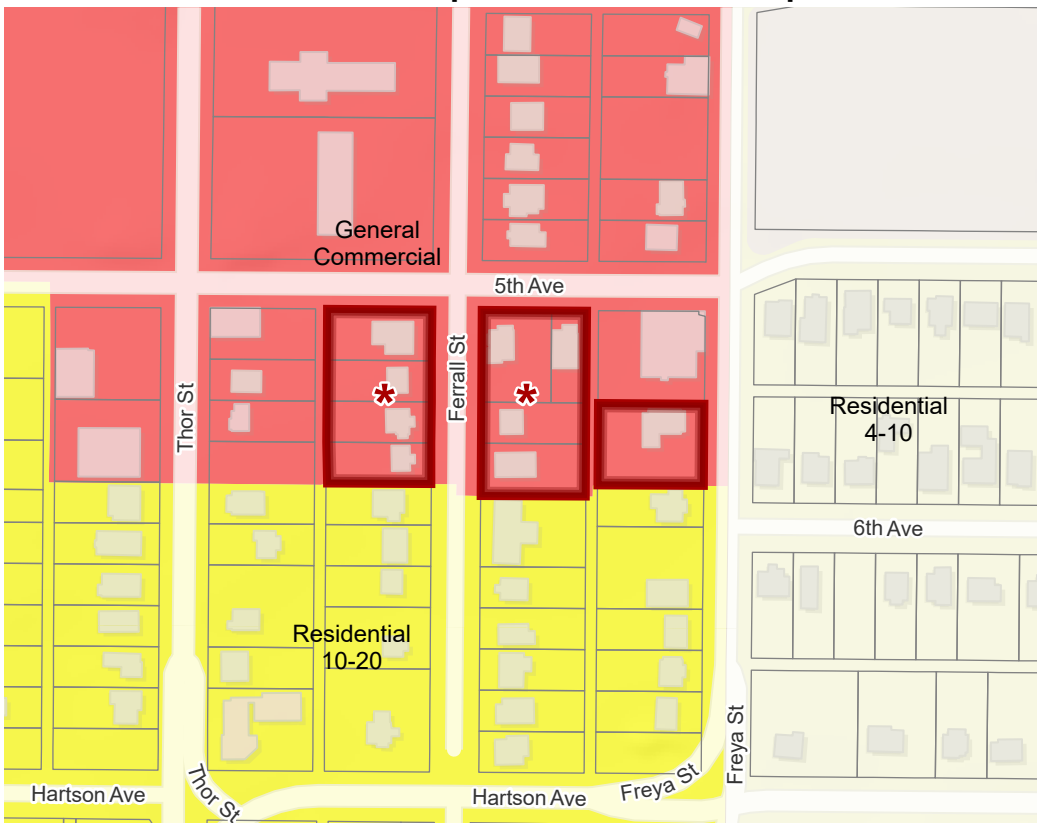 General
Commercial
5th Ave
Ferrall St
Thor St
*
*
Residential
4-10
6th Ave
Residential
10-20
Freya St
Freya St
Thor St
Hartson Ave
Hartson Ave